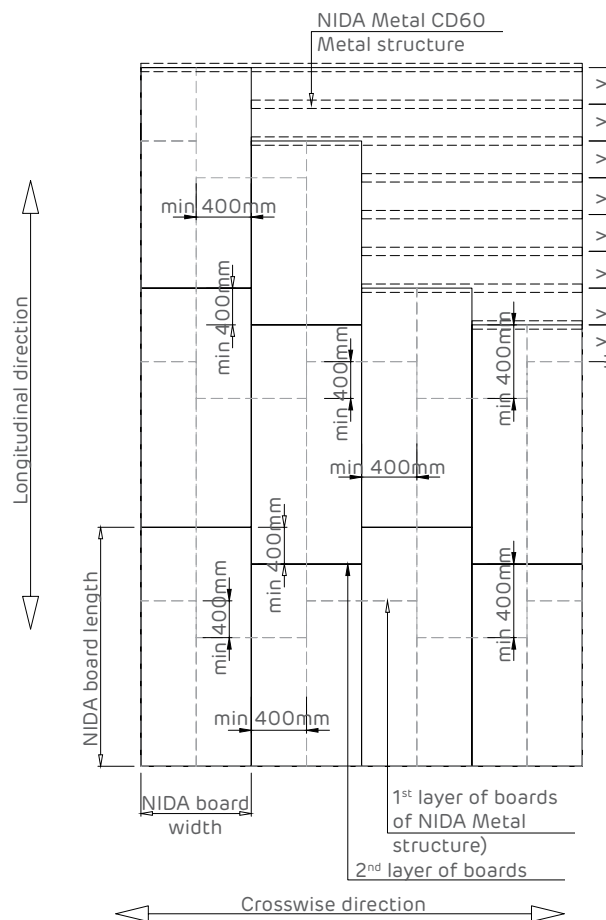 NIDA Metal CD60
Metal structure
min 400mm
min 400mm
min 400mm
min 400mm
min 400mm
min 400mm
min 400mm
min 400mm
min 400mm
Longitudinal direction
NIDA board length
NIDA board
width
1st layer of boards
of NIDA Metal
structure)
2nd layer of boards
Crosswise direction